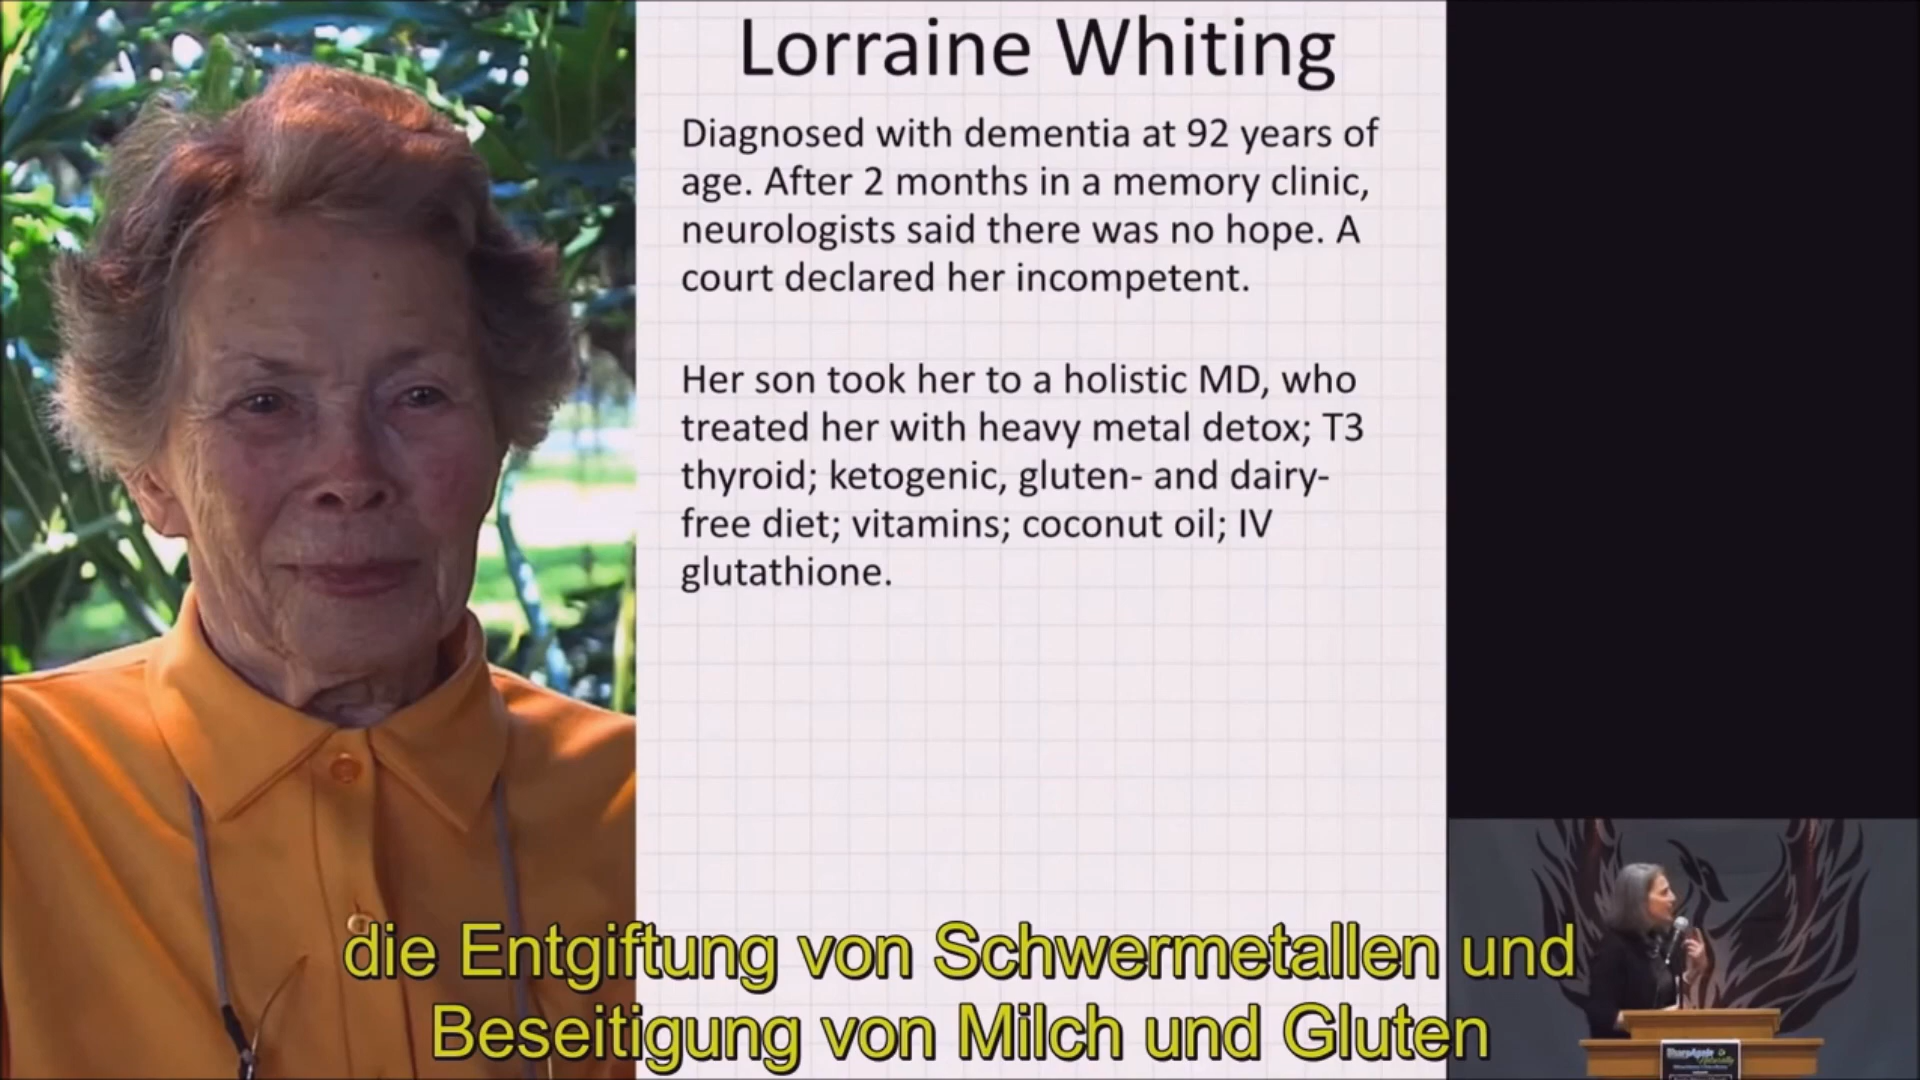 Lorraine Whiting
Diagnosed with dementia at 92 years of
age. After 2 months in a memory clinic,
neurologists said there was no hope. A
court declared her incompetent.
Her son took her to a holistic MD, who
treated her with heavy metal detox; T3
thyroid; ketogenic, gluten- and dairy-
free diet; vitamins; coconut oil; IV
glutathione.
die Entgiftung von Schwermetallen und
Beseitigung von Milch und Gluten
SharpAgain
Naturally